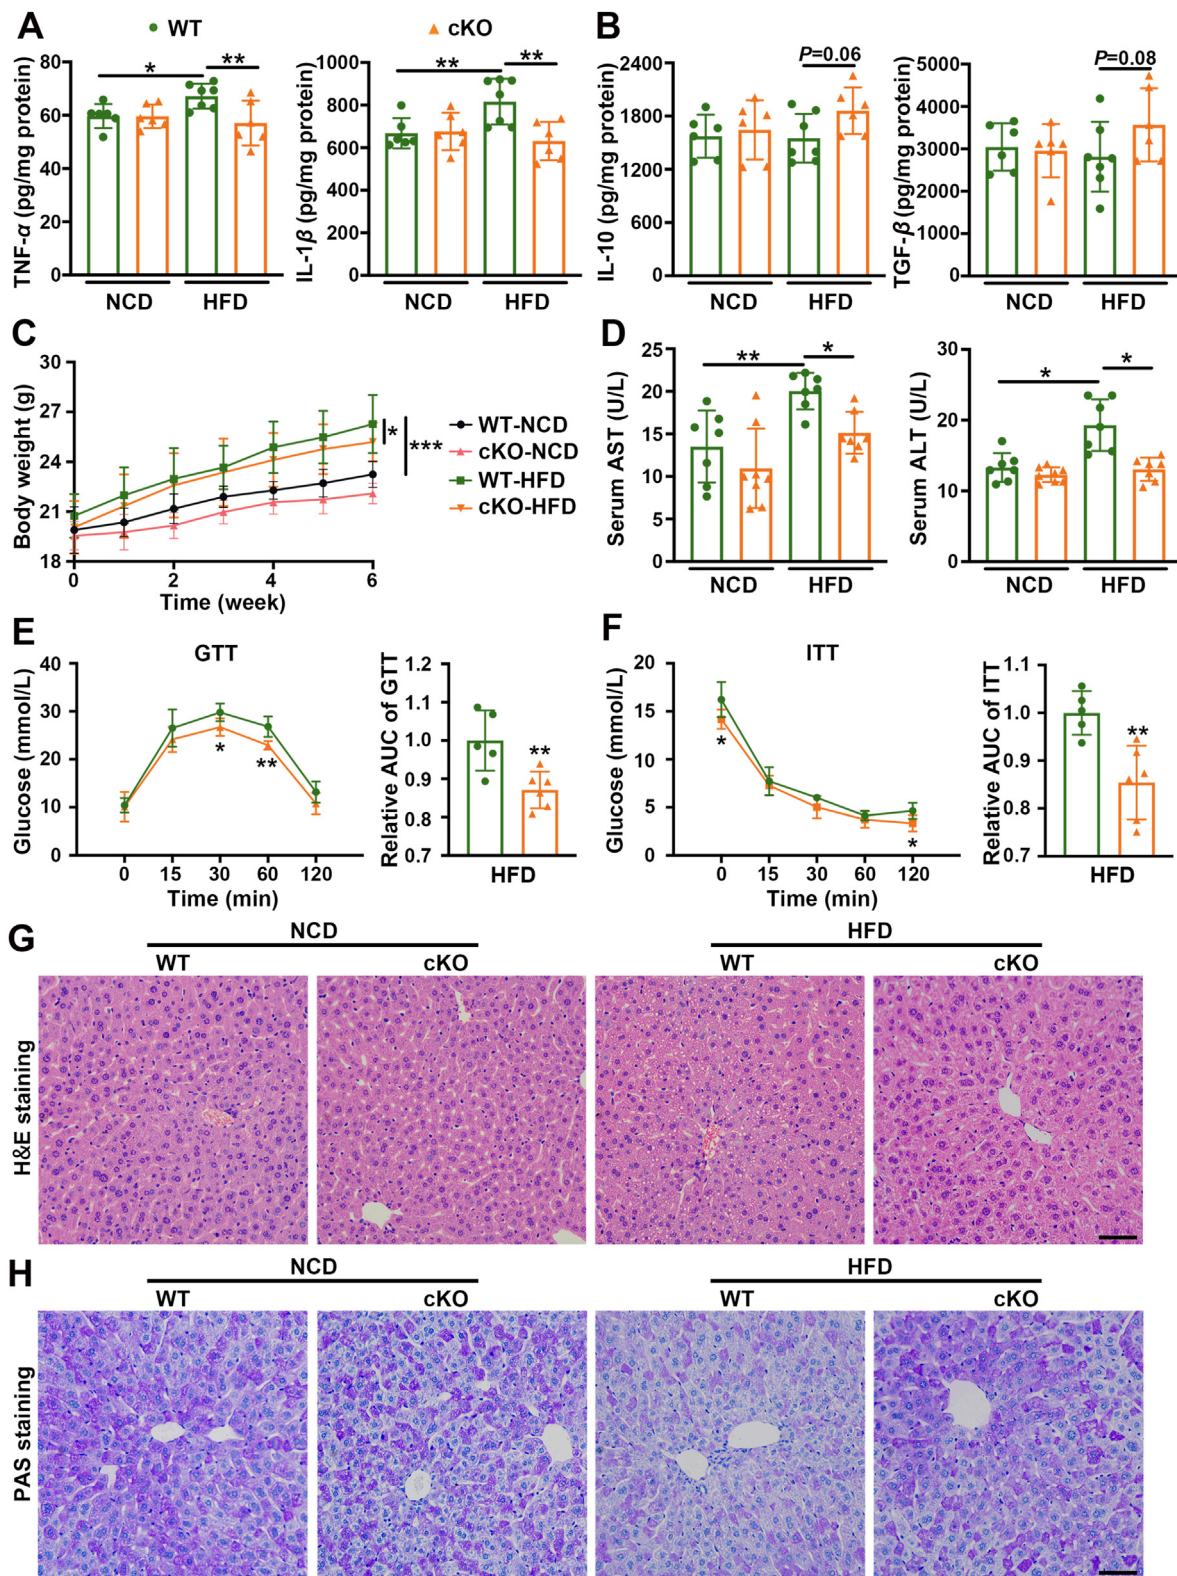 A
WT
cKO
B
TNF-α (pg/mg protein)
80
60
40
20
0
*
**
NCD
HFD
IL-1β (pg/mg protein)
1000
800
600
400
200
0
**
**
NCD
HFD
IL-10 (pg/mg protein)
2400
1800
1200
600
0
P=0.06
NCD
HFD
TGF-β (pg/mg protein)
5000
4000
3000
2000
1000
0
P=0.08
NCD
HFD
C
Body weight (g)
30
27
24
21
18
0
2
4
6
Time (week)
*
***
WT-NCD
cKO-NCD
WT-HFD
cKO-HFD
D
Serum AST (U/L)
25
20
15
10
5
0
**
*
NCD
HFD
Serum ALT (U/L)
30
20
10
0
*
*
NCD
HFD
E
GTT
Glucose (mmol/L)
40
30
20
10
0
*
**
0
15
30
60
120
Time (min)
Relative AUC of GTT
1.2
1.1
1.0
0.9
0.8
0.7
**
HFD
F
ITT
Glucose (mmol/L)
20
15
10
5
0
*
*
0
15
30
60
120
Time (min)
Relative AUC of ITT
1.1
1.0
0.9
0.8
0.7
**
HFD
G
NCD
HFD
WT
cKO
WT
cKO
H&E staining
H
NCD
HFD
WT
cKO
WT
cKO
PAS staining